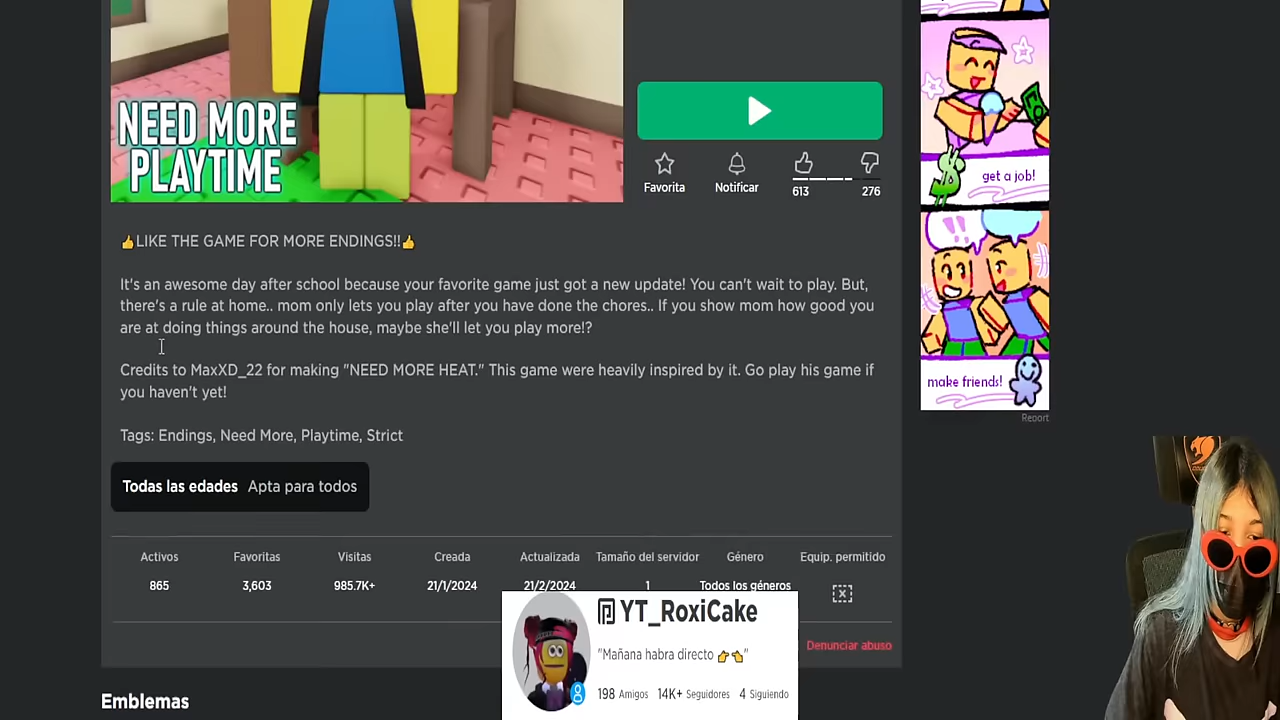 NEED MORE
PLAYTIME
Favorita
Notificar
613
276
👍LIKE THE GAME FOR MORE ENDINGS!!👍
It's an awesome day after school because your favorite game just got a new update! You can't wait to play. But,
there's a rule at home.. mom only lets you play after you have done the chores.. If you show mom how good you
are at doing things around the house, maybe she'll let you play more!?
Credits to MaxXD_22 for making "NEED MORE HEAT." This game were heavily inspired by it. Go play his game if
you haven't yet!
Tags: Endings, Need More, Playtime, Strict
Todas las edades Apta para todos
Activos Favoritas Visitas Creada Actualizada Tamaño del servidor Género Equip. permitido
865 3,603 985.7K+ 21/1/2024 21/2/2024 1 Todos los géneros
Denunciar abuso
YT_RoxiCake
"Mañana habra directo 👉👈"
198 Amigos 14K+ Seguidores 4 Siguiendo
Emblemas
get a job!
!!
make friends!
Report